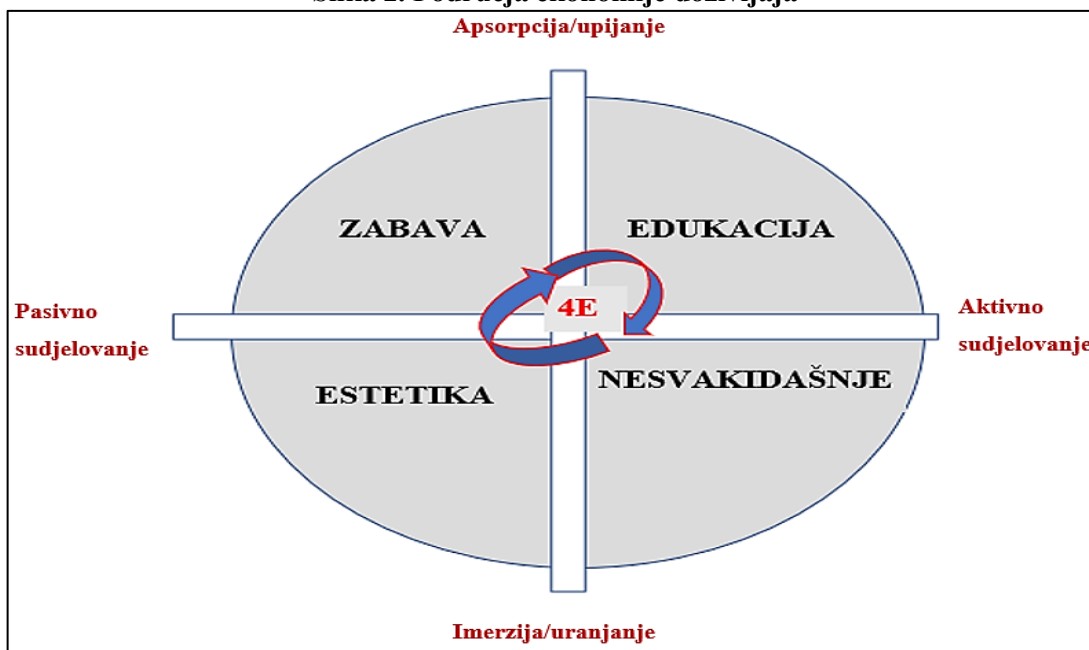 Apsorpcija/upijanje
ZABAVA
EDUKACIJA
Pasivno
sudjelovanje
4E
Aktivno
sudjelovanje
ESTETIKA
NESVAKIDAŠNJE
Imerzija/uranjanje